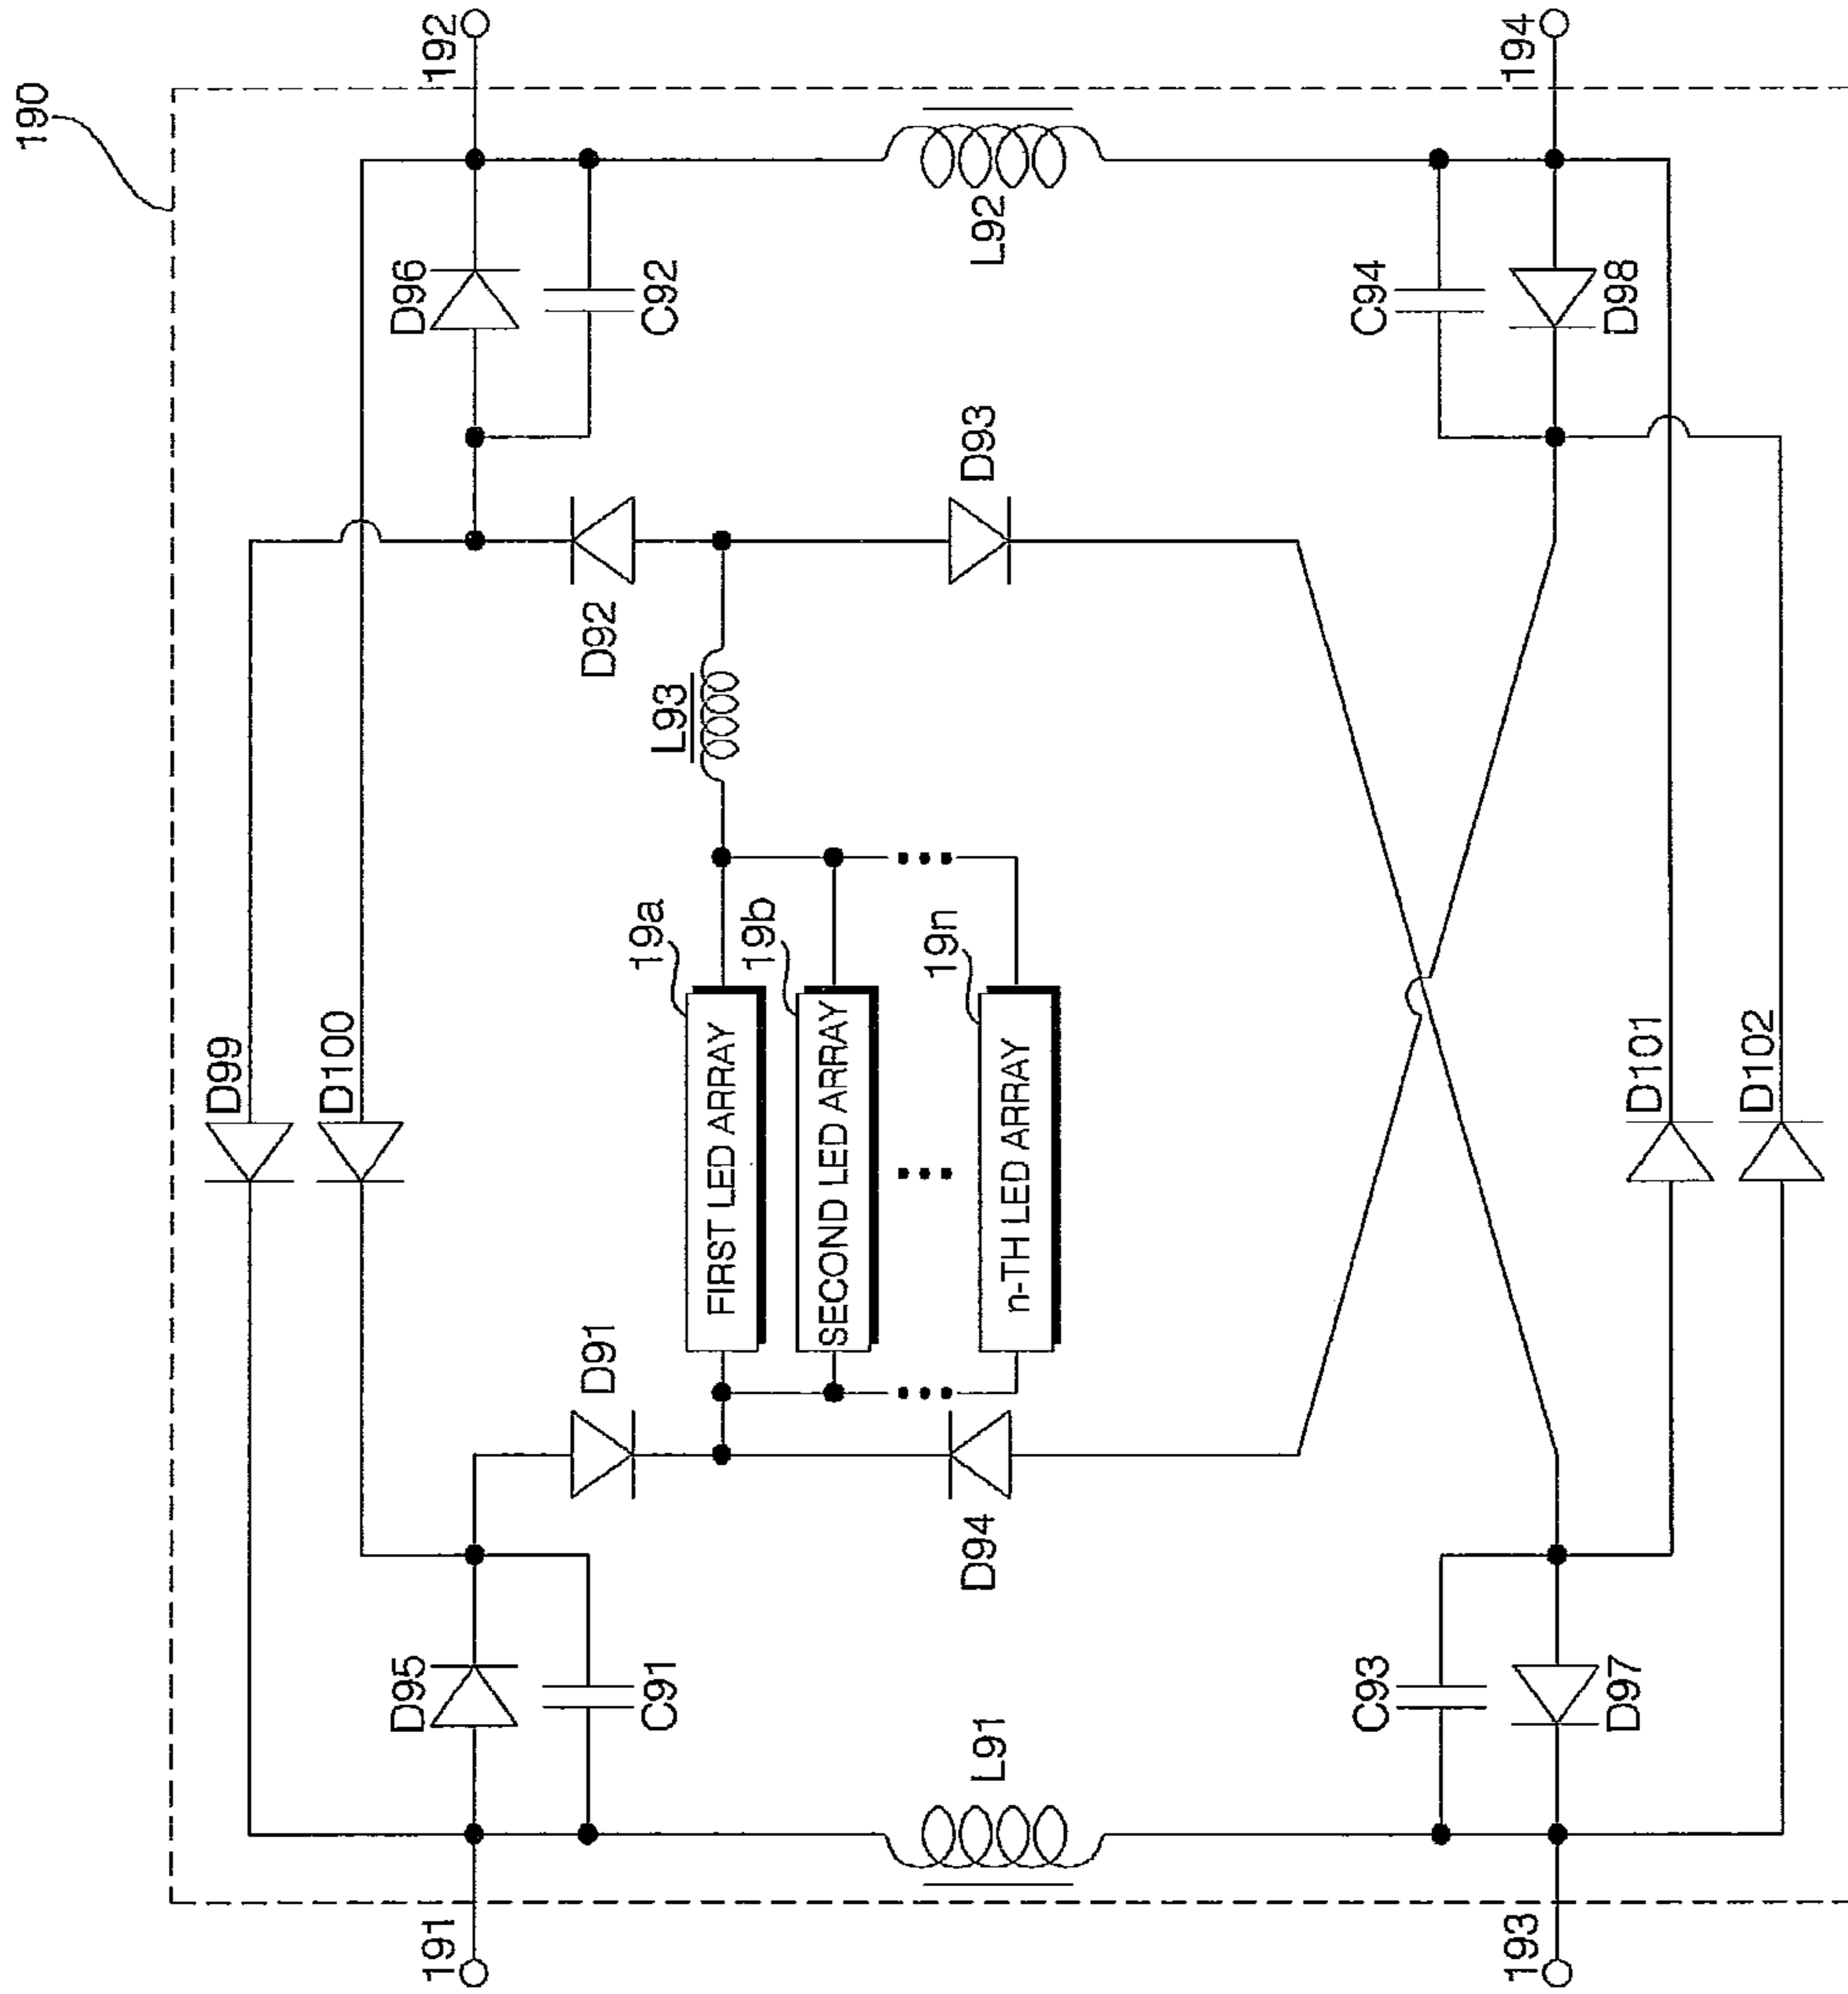 190
191
192
193
194
D99
D100
D95
C91
D91
D92
D96
C92
L93
19a
FIRST LED ARRAY
19b
SECOND LED ARRAY
19n
n-TH LED ARRAY
D94
D93
L91
L92
C93
D97
C94
D98
D101
D102